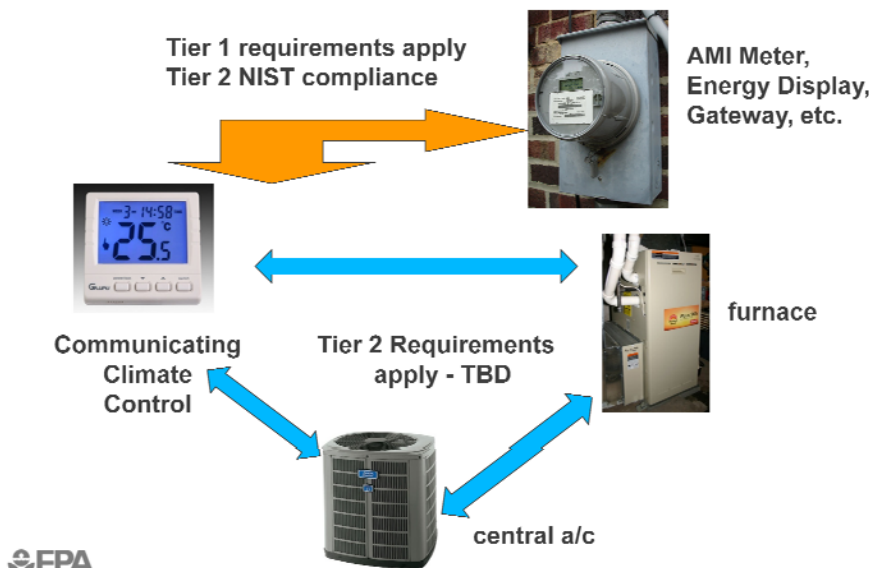 Tier 1 requirements apply
Tier 2 NIST compliance
AMI Meter,
Energy Display,
Gateway, etc.
3-14:58
25.5
°C
furnace
Communicating
Climate
Control
Tier 2 Requirements
apply - TBD
central a/c
EPA